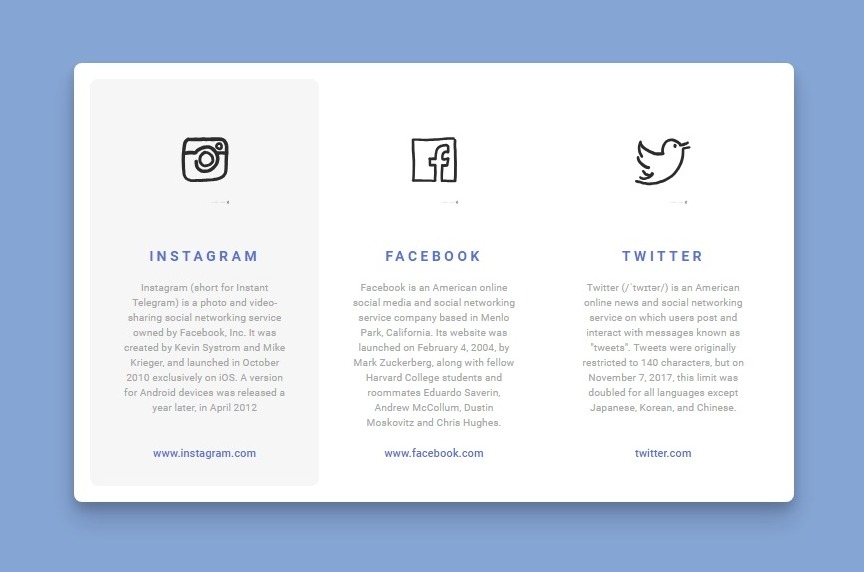 INSTAGRAM
Instagram (short for Instant
Telegram) is a photo and video-
sharing social networking service
owned by Facebook, Inc. It was
created by Kevin Systrom and Mike
Krieger, and launched in October
2010 exclusively on iOS. A version
for Android devices was released a
year later, in April 2012
www.instagram.com
FACEBOOK
Facebook is an American online
social media and social networking
service company based in Menlo
Park, California. Its website was
launched on February 4, 2004, by
Mark Zuckerberg, along with fellow
Harvard College students and
roommates Eduardo Saverin,
Andrew McCollum, Dustin
Moskovitz and Chris Hughes.
www.facebook.com
TWITTER
Twitter (/ˈtwɪtər/) is an American
online news and social networking
service on which users post and
interact with messages known as
"tweets". Tweets were originally
restricted to 140 characters, but on
November 7, 2017, this limit was
doubled for all languages except
Japanese, Korean, and Chinese.
twitter.com